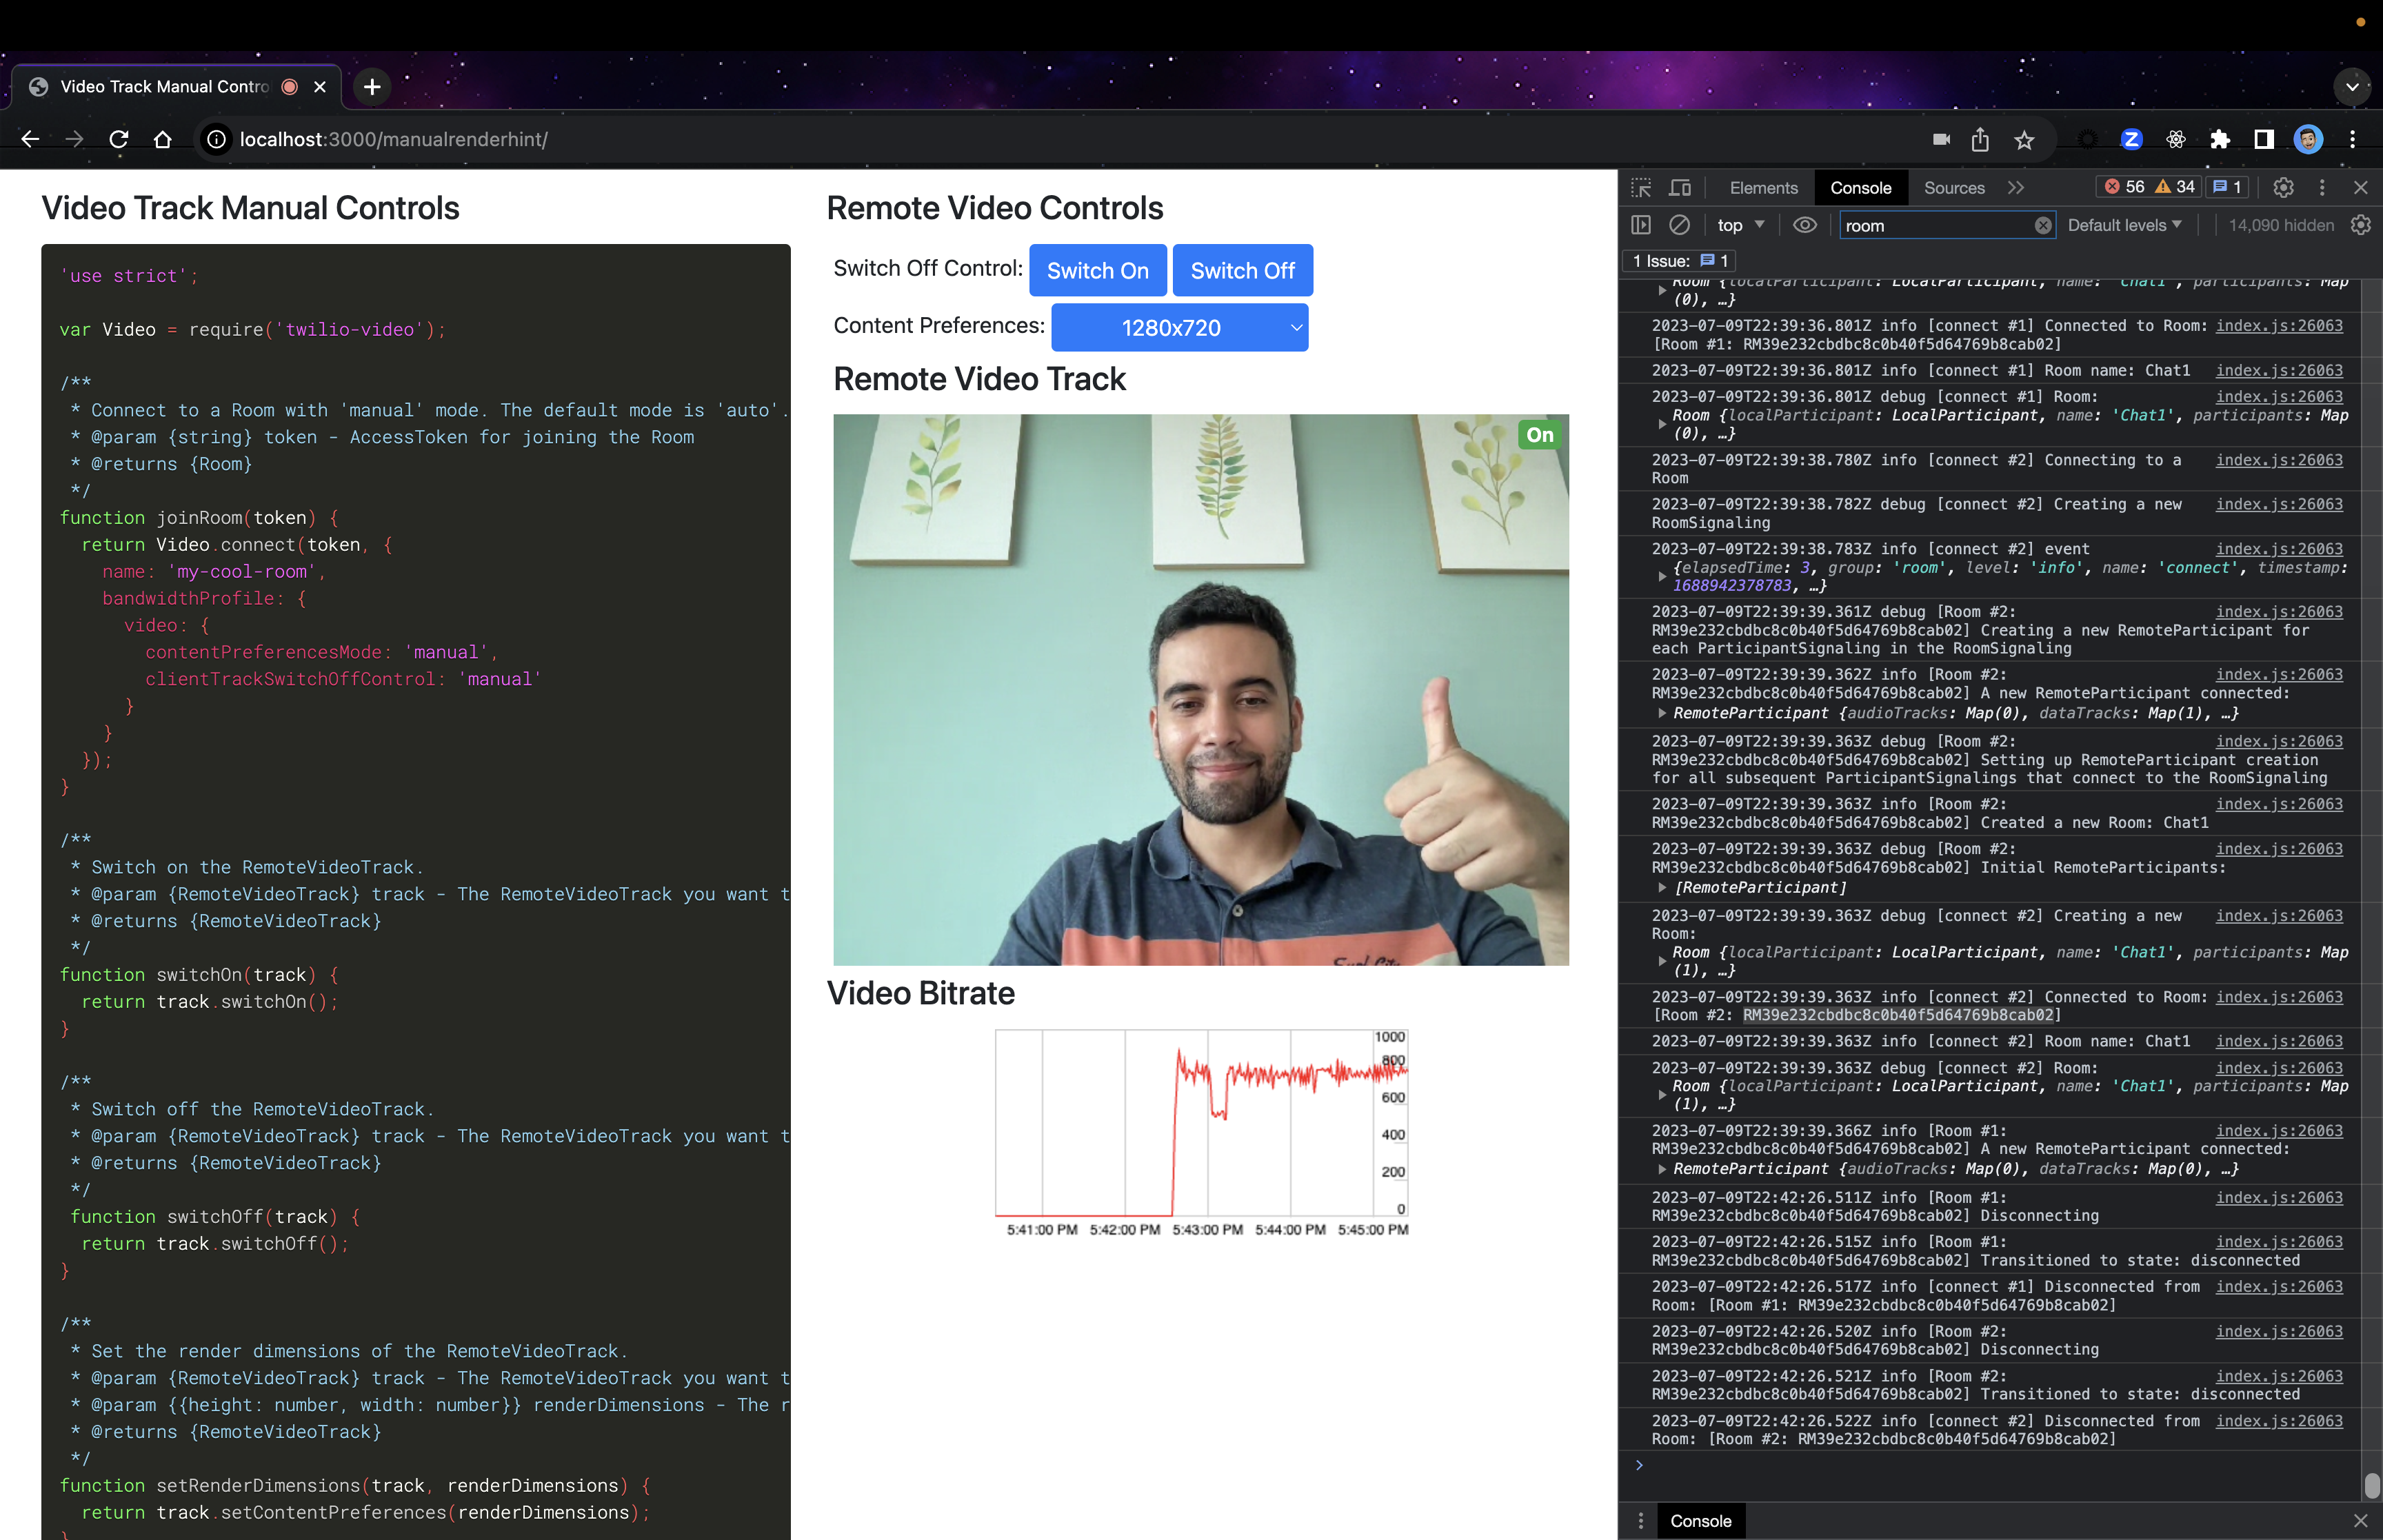 Video Track Manual Contro
localhost:3000/manualrenderhint/
Video Track Manual Controls
'use strict';
var Video = require('twilio-video');
/**
* Connect to a Room with 'manual' mode. The default mode is 'auto'.
* @param {string} token - AccessToken for joining the Room
* @returns {Room}
*/
function joinRoom(token) {
return Video.connect(token, {
name: 'my-cool-room',
bandwidthProfile: {
video: {
contentPreferencesMode: 'manual',
clientTrackSwitchOffControl: 'manual'
}
}
});
}
/**
* Switch on the RemoteVideoTrack.
* @param {RemoteVideoTrack} track - The RemoteVideoTrack you want t
* @returns {RemoteVideoTrack}
*/
function switchOn(track) {
return track.switchOn();
}
/**
* Switch off the RemoteVideoTrack.
* @param {RemoteVideoTrack} track - The RemoteVideoTrack you want t
* @returns {RemoteVideoTrack}
*/
function switchOff(track) {
return track.switchOff();
}
/**
* Set the render dimensions of the RemoteVideoTrack.
* @param {RemoteVideoTrack} track - The RemoteVideoTrack you want t
* @param {{height: number, width: number}} renderDimensions - The r
* @returns {RemoteVideoTrack}
*/
function setRenderDimensions(track, renderDimensions) {
return track.setContentPreferences(renderDimensions);
}
Remote Video Controls
Switch Off Control: Switch On Switch Off
Content Preferences: 1280x720
Remote Video Track
On
Video Bitrate
1000
800
600
400
200
0
5:41:00 PM 5:42:00 PM 5:43:00 PM 5:44:00 PM 5:45:00 PM
Elements Console Sources 56 34 1
top room Default levels 14,090 hidden
1 Issue: 1
Room {localParticipant: LocalParticipant, name: 'Chat1', participants: Map
(0), …}
2023-07-09T22:39:36.801Z info [connect #1] Connected to Room: index.js:26063
[Room #1: RM39e232cbdbc8c0b40f5d64769b8cab02]
2023-07-09T22:39:36.801Z info [connect #1] Room name: Chat1 index.js:26063
2023-07-09T22:39:36.801Z debug [connect #1] Room: index.js:26063
Room {localParticipant: LocalParticipant, name: 'Chat1', participants: Map
(0), …}
2023-07-09T22:39:38.780Z info [connect #2] Connecting to a index.js:26063
Room
2023-07-09T22:39:38.782Z debug [connect #2] Creating a new index.js:26063
RoomSignaling
2023-07-09T22:39:38.783Z info [connect #2] event index.js:26063
{elapsedTime: 3, group: 'room', level: 'info', name: 'connect', timestamp:
1688942378783, …}
2023-07-09T22:39:39.361Z debug [Room #2: index.js:26063
RM39e232cbdbc8c0b40f5d64769b8cab02] Creating a new RemoteParticipant for
each ParticipantSignaling in the RoomSignaling
2023-07-09T22:39:39.362Z info [Room #2: index.js:26063
RM39e232cbdbc8c0b40f5d64769b8cab02] A new RemoteParticipant connected:
RemoteParticipant {audioTracks: Map(0), dataTracks: Map(1), …}
2023-07-09T22:39:39.363Z debug [Room #2: index.js:26063
RM39e232cbdbc8c0b40f5d64769b8cab02] Setting up RemoteParticipant creation
for all subsequent ParticipantSignalings that connect to the RoomSignaling
2023-07-09T22:39:39.363Z info [Room #2: index.js:26063
RM39e232cbdbc8c0b40f5d64769b8cab02] Created a new Room: Chat1
2023-07-09T22:39:39.363Z debug [Room #2: index.js:26063
RM39e232cbdbc8c0b40f5d64769b8cab02] Initial RemoteParticipants:
[RemoteParticipant]
2023-07-09T22:39:39.363Z debug [connect #2] Creating a new index.js:26063
Room:
Room {localParticipant: LocalParticipant, name: 'Chat1', participants: Map
(1), …}
2023-07-09T22:39:39.363Z info [connect #2] Connected to Room: index.js:26063
[Room #2: RM39e232cbdbc8c0b40f5d64769b8cab02]
2023-07-09T22:39:39.363Z info [connect #2] Room name: Chat1 index.js:26063
2023-07-09T22:39:39.363Z debug [connect #2] Room: index.js:26063
Room {localParticipant: LocalParticipant, name: 'Chat1', participants: Map
(1), …}
2023-07-09T22:39:39.366Z info [Room #1: index.js:26063
RM39e232cbdbc8c0b40f5d64769b8cab02] A new RemoteParticipant connected:
RemoteParticipant {audioTracks: Map(0), dataTracks: Map(0), …}
2023-07-09T22:42:26.511Z info [Room #1: index.js:26063
RM39e232cbdbc8c0b40f5d64769b8cab02] Disconnecting
2023-07-09T22:42:26.515Z info [Room #1: index.js:26063
RM39e232cbdbc8c0b40f5d64769b8cab02] Transitioned to state: disconnected
2023-07-09T22:42:26.517Z info [connect #1] Disconnected from index.js:26063
Room: [Room #1: RM39e232cbdbc8c0b40f5d64769b8cab02]
2023-07-09T22:42:26.520Z info [Room #2: index.js:26063
RM39e232cbdbc8c0b40f5d64769b8cab02] Disconnecting
2023-07-09T22:42:26.521Z info [Room #2: index.js:26063
RM39e232cbdbc8c0b40f5d64769b8cab02] Transitioned to state: disconnected
2023-07-09T22:42:26.522Z info [connect #2] Disconnected from index.js:26063
Room: [Room #2: RM39e232cbdbc8c0b40f5d64769b8cab02]
Console